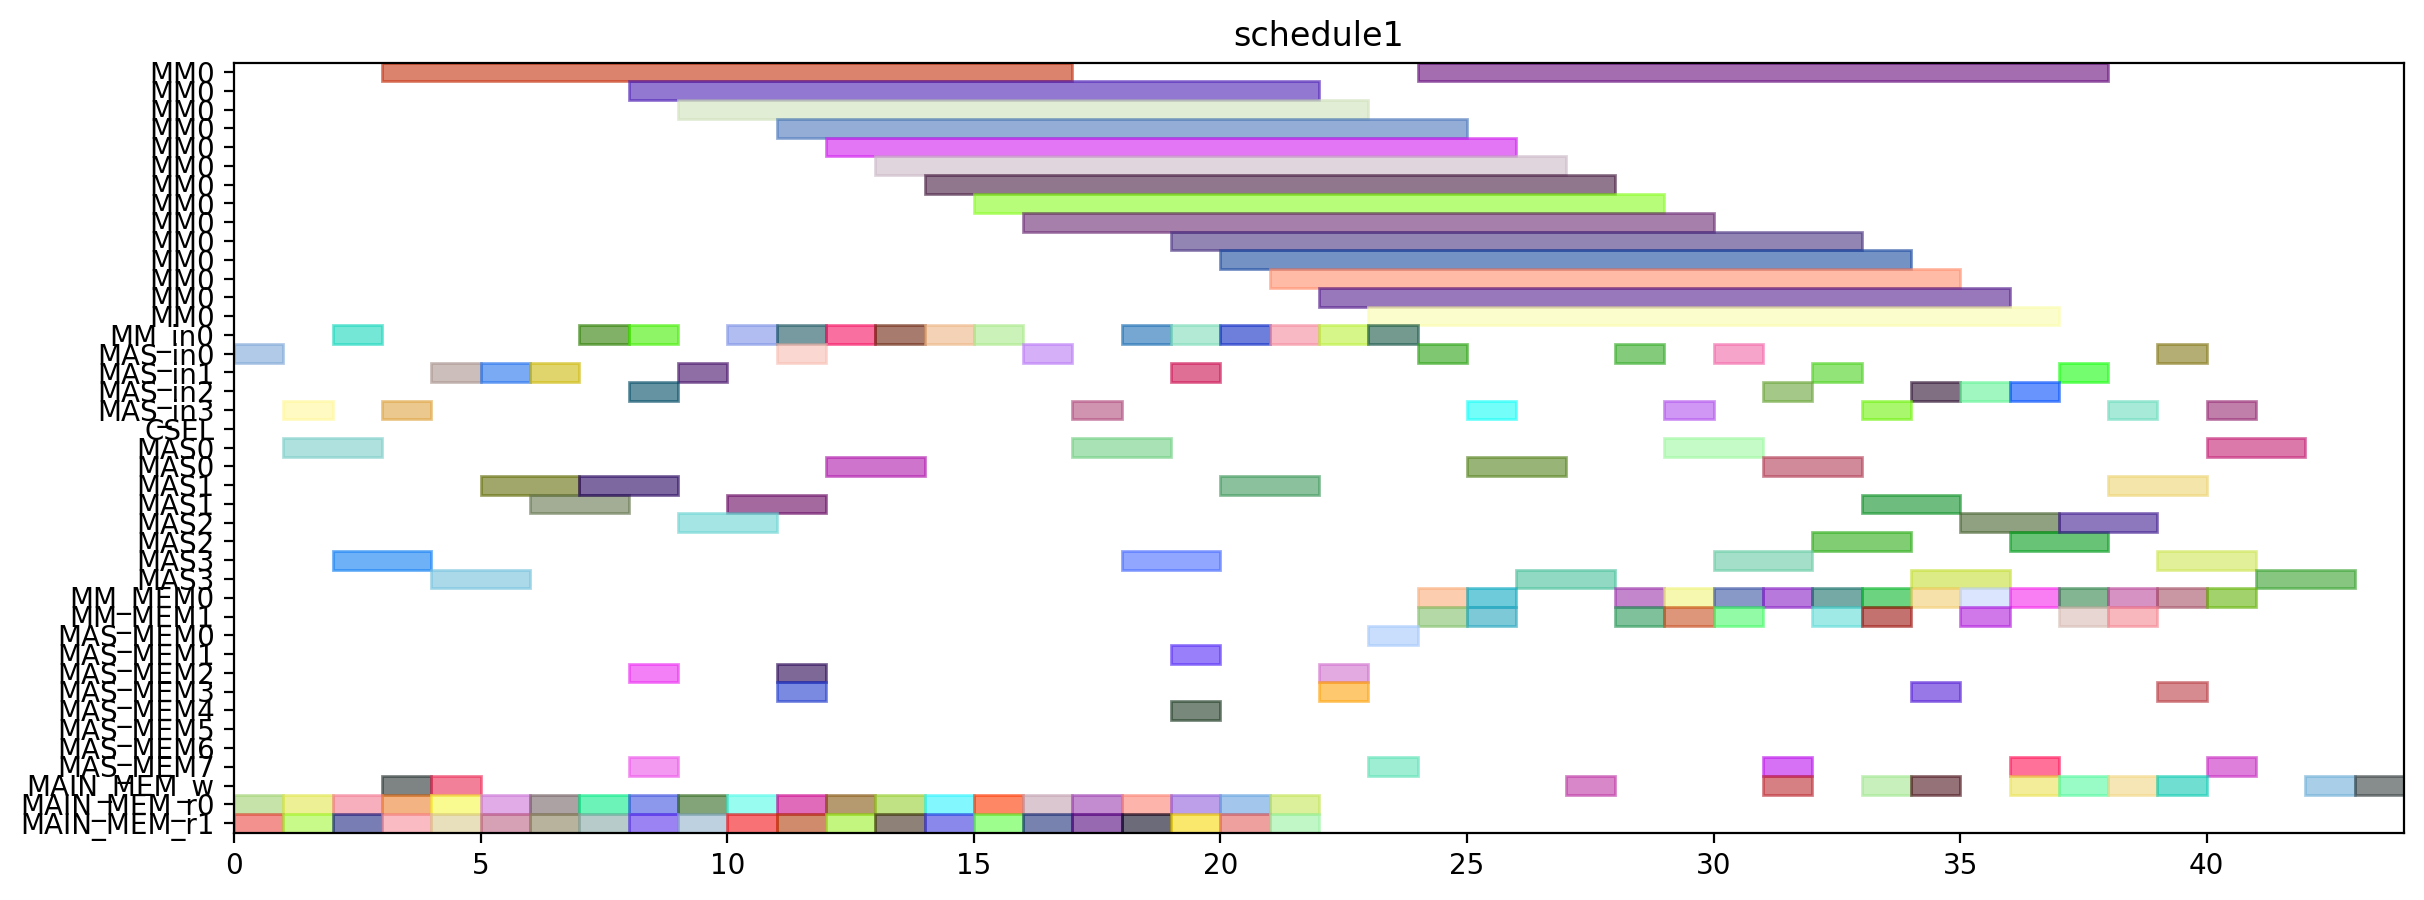 schedule1
MM0
MM0
MM0
MM0
MM0
MM0
MM0
MM0
MM0
MM0
MM0
MM0
MM0
MM0
MM_in0
MAS_in0
MAS_in1
MAS_in2
MAS_in3
CSEL
MAS0
MAS0
MAS1
MAS1
MAS2
MAS2
MAS3
MAS3
MM_MEM0
MM_MEM1
MAS_MEM0
MAS_MEM1
MAS_MEM2
MAS_MEM3
MAS_MEM4
MAS_MEM5
MAS_MEM6
MAS_MEM7
MAIN_MEM_w
MAIN_MEM_r0
MAIN_MEM_r1
0 5 10 15 20 25 30 35 40